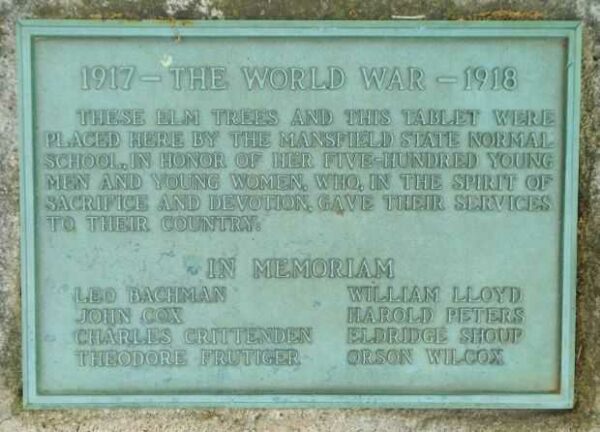 1917 – THE WORLD WAR – 1918
THESE ELM TREES AND THIS TABLET WERE
PLACED HERE BY THE MANSFIELD STATE NORMAL
SCHOOL, IN HONOR OF HER FIVE-HUNDRED YOUNG
MEN AND YOUNG WOMEN, WHO, IN THE SPIRIT OF
SACRIFICE AND DEVOTION, GAVE THEIR SERVICES
TO THEIR COUNTRY:
IN MEMORIAM
LEO BACHMAN
JOHN COX
CHARLES CRITTENDEN
THEODORE FRUTIGER
WILLIAM LLOYD
HAROLD PETERS
ELDRIDGE SHOUP
ORSON WILCOX